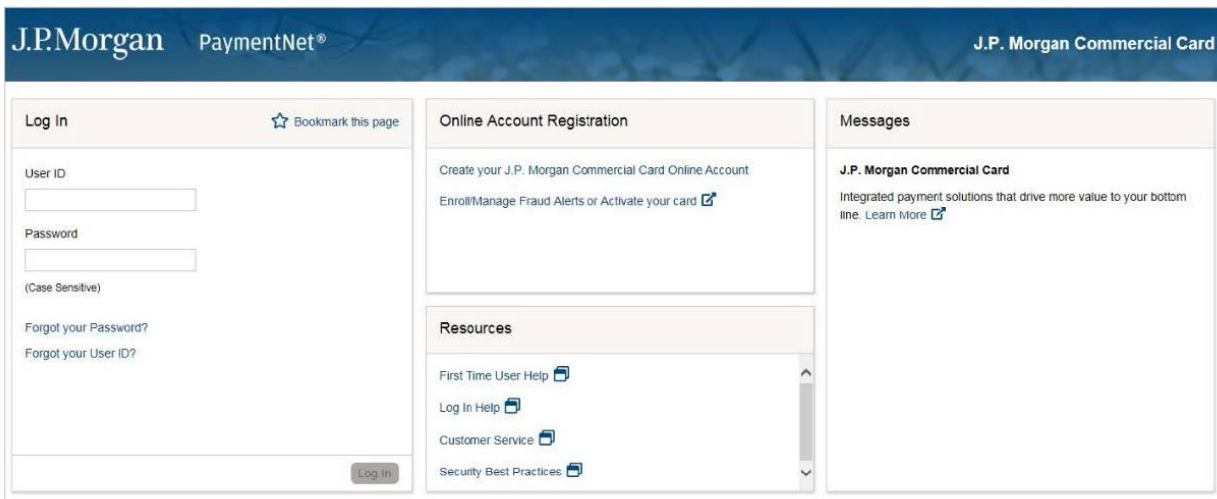 J.P.Morgan PaymentNet®
J.P. Morgan Commercial Card
Log In
Bookmark this page
User ID
Password
(Case Sensitive)
Forgot your Password?
Forgot your User ID?
Log In
Online Account Registration
Create your J.P. Morgan Commercial Card Online Account
Enroll/Manage Fraud Alerts or Activate your card
Resources
First Time User Help
Log In Help
Customer Service
Security Best Practices
Messages
J.P. Morgan Commercial Card
Integrated payment solutions that drive more value to your bottom
line. Learn More